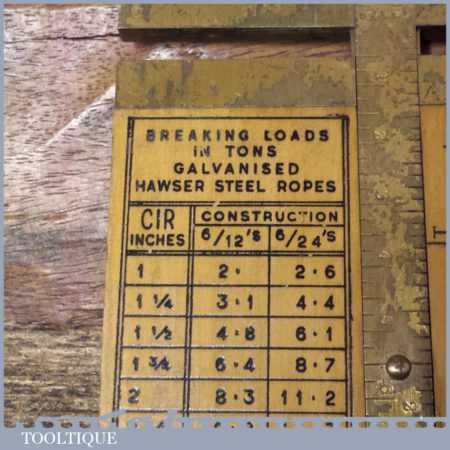 BREAKING LOADS
IN TONS
GALVANISED
HAWSER STEEL ROPES
CIR INCHES CONSTRUCTION
6/12's 6/24's
1 2· 2·6
1 1/4 3·1 4·4
1 1/2 4·8 6·1
1 3/4 6·4 8·7
2 8·3 11·2
TOOLTIQUE